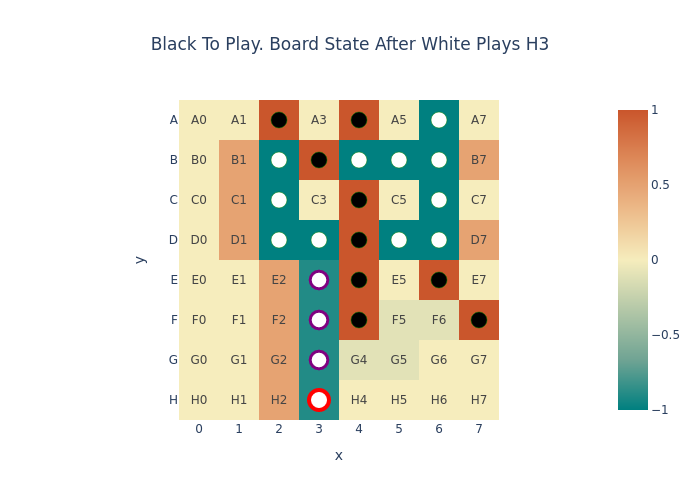 Black To Play. Board State After White Plays H3
A A0 A1 A3 A5 A7
B B0 B1 B7
C C0 C1 C3 C5 C7
D D0 D1 D7
E E0 E1 E2 E5 E7
F F0 F1 F2 F5 F6
G G0 G1 G2 G4 G5 G6 G7
H H0 H1 H2 H4 H5 H6 H7
0 1 2 3 4 5 6 7
x
y
1
0.5
0
−0.5
−1